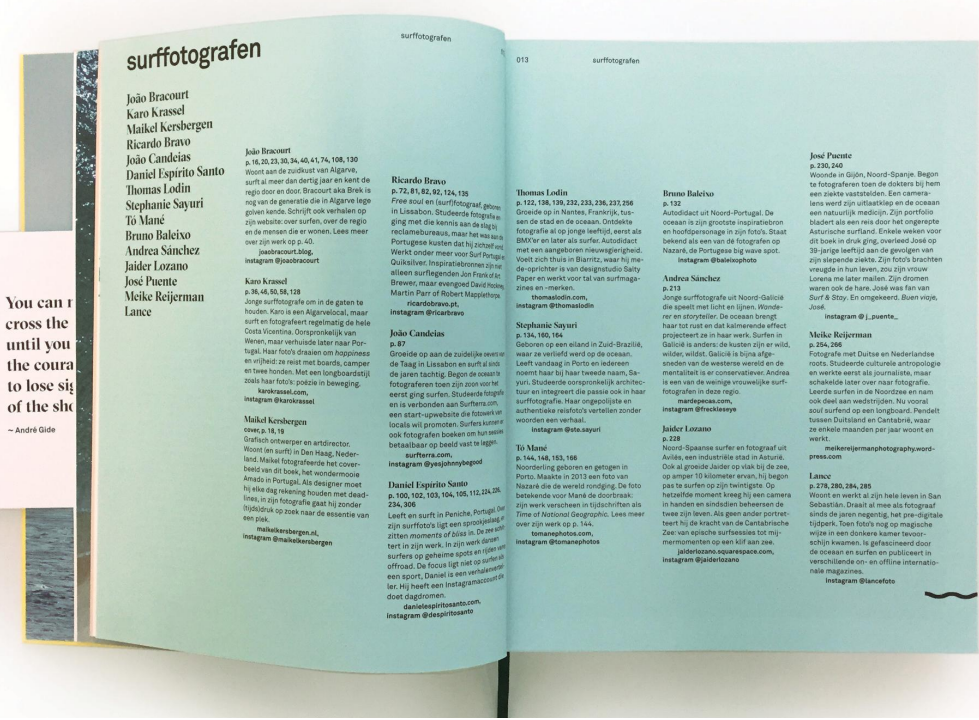 You can
cross the
until you
the coura
to lose sig
of the sho
~ André Gide
surffotografen
surffotografen
João Bracourt
Karo Krassel
Maikel Kersbergen
Ricardo Bravo
João Candeias
Daniel Espírito Santo
Thomas Lodin
Stephanie Sayuri
Tó Mané
Bruno Baleixo
Andrea Sánchez
Jaider Lozano
José Puente
Meike Reijerman
Lance
João Bracourt
p. 16, 20, 23, 30, 34, 40, 41, 74, 108, 130
Woont aan de zuidkust van Algarve,
surft al meer dan dertig jaar en kent de
regio door en door. Bracourt aka Brek is
nog van de generatie die in Algarve lege
golven kende. Schrijft ook verhalen op
zijn website: over surfen, over de regio
en de mensen die er wonen. Lees meer
over zijn werk op p. 40.
joaobracourt.blog,
instagram @joaobracourt
Karo Krassel
p. 36, 46, 50, 56, 128
Jonge surffotografe om in de gaten te
houden. Karo is een Algarvelocal, maar
surft en fotografeert regelmatig de hele
Costa Vicentina. Oorspronkelijk van
Wenen, maar verhuisde later naar Por-
tugal. Haar foto's draaien om happiness
en vrijheid: ze reist met boards, camper
en twee honden. Met een longboardstijl
zoals haar foto's: poëzie in beweging.
karokrassel.com,
instagram @karokrassel
Maikel Kersbergen
cover, p. 18, 19
Grafisch ontwerper en artdirector.
Woont (en surft) in Den Haag, Neder-
land. Maikel fotografeerde het cover-
beeld van dit boek, het wondermooie
Amado in Portugal. Als designer moet
hij elke dag rekening houden met dead-
lines, in zijn fotografie gaat hij zonder
(tijds)druk op zoek naar de essentie van
een plek.
maikelkersbergen.nl,
instagram @maikelkersbergen
Ricardo Bravo
p. 72, 81, 82, 92, 124, 135
Free soul en (surf)fotograaf, geboren
in Lissabon. Studeerde fotografie en
ging met die kennis aan de slag bij
reclamebureaus, maar het was aan de
Portugese kusten dat hij zichzelf vond.
Werkt onder meer voor Surf Portugal en
Quiksilver. Inspiratiebronnen zijn niet
alleen surflegenden Jon Frank of Art
Brewer, maar evengoed David Hockney,
Martin Parr of Robert Mapplethorpe.
ricardobravo.pt,
instagram @ricarbravo
João Candeias
p. 87
Groeide op aan de zuidelijke oevers van
de Taag in Lissabon en surft al sinds
de jaren tachtig. Begon de ocean te
fotograferen toen zijn zoon voor het
eerst ging surfen. Studeerde fotografie
en is verbonden aan Surfterra.com,
een start-upwebsite die fotowerk van
locals wil promoten. Surfers kunnen er
ook fotografen boeken om hun sessies
betaalbaar op beeld vast te leggen.
surfterra.com,
instagram @yesjohnnybegood
Daniel Espírito Santo
p. 100, 102, 103, 104, 105, 112, 224, 226,
234, 306
Leeft en surft in Peniche, Portugal. Over
zijn surffoto's ligt een sprookjeslaag, er
zitten moments of bliss in. De zee schit-
tert in zijn werk. In zijn werk darpen
surfers op geheime spots en rijden
offroad. De focus ligt niet op surfen als
een sport, Daniel is een verhalenvertel-
ler. Hij heeft een Instagramaccount die
doet dagdromen.
danielespiritosanto.com,
instagram @despiritosanto
013
surffotografen
Thomas Lodin
p. 122, 138, 139, 232, 233, 236, 237, 256
Groeide op in Nantes, Frankrijk, tus-
sen de stad en de oceaan. Ontdekte
fotografie al op jonge leeftijd, eerst als
BMX'er en later als surfer. Autodidact
met een aangeboren nieuwsgierigheid.
Voelt zich thuis in Biarritz, waar hij me-
de-oprichter is van designstudio Salty
Paper en werkt voor tal van surfmaga-
zines en -merken.
thomaslodin.com,
instagram @thomaslodin
Stephanie Sayuri
p. 134, 160, 164
Geboren op een eiland in Zuid-Brazilië,
waar ze verliefd werd op de oceaan.
Leeft vandaag in Porto en iedereen
noemt haar bij haar tweede naam, Sa-
yuri. Studeerde oorspronkelijk architec-
tuur en integreert die passie ook in haar
surffotografie. Haar ongepolijste en
authentieke reisfoto's vertellen zonder
woorden een verhaal.
instagram @ste.sayuri
Tó Mané
p. 144, 148, 153, 166
Noorderling geboren en getogen in
Porto. Maakte in 2013 een foto van
Nazaré die de wereld rondging. De foto
betekende voor Mané de doorbraak;
zijn werk verscheen in tijdschriften als
Time of National Geographic. Lees meer
over zijn werk op p. 144.
tomanephotos.com,
instagram @tomanephotos
Bruno Baleixo
p. 132
Autodidact uit Noord-Portugal. De
oceaan is zijn grootste inspiratiebron
en hoofdpersonage in zijn foto's. Staat
bekend als een van de fotografen op
Nazaré, de Portugese big wave spot.
instagram @baleixophoto
Andrea Sánchez
p. 213
Jonge surffotografe uit Noord-Galicië
die speelt met licht en lijnen. Wande-
rer en storyteller. De oceaan brengt
haar tot rust en dat kalmerende effect
projecteert ze in haar werk. Surfen in
Galicië is anders: de kusten zijn er wild,
wilder, wildst. Galicië is bijna afge-
sneden van de westerse wereld en de
mentaliteit is er conservatiever. Andrea
is een van de weinige vrouwelijke surf-
fotografen in deze regio.
mardepecas.com,
instagram @freckleseye
Jaider Lozano
p. 228
Noord-Spaanse surfer en fotograaf uit
Avilés, een industriële stad in Asturië.
Ook al groeide Jaider op vlak bij de zee,
op amper 10 kilometer ervan, hij begon
pas te surfen op zijn twintigste. Op
hetzelfde moment kreeg hij een camera
in handen en sindsdien beheersen de
twee zijn leven. Als geen ander portret-
teert hij de kracht van de Cantabrische
Zee: van epische surfsessies tot mij-
mermomenten op een klif aan zee.
jaiderlozano.squarespace.com,
instagram @jaiderlozano
José Puente
p. 230, 240
Woonde in Gijón, Noord-Spanje. Begon
te fotograferen toen de dokters bij hem
een ziekte vaststelden. Een camera-
lens werd zijn uitlaatklep en de oceaan
een natuurlijk medicijn. Zijn portfolio
bladert als een reis door het ongerepte
Asturische surfland. Enkele weken voor
dit boek in druk ging, overleed José op
39-jarige leeftijd aan de gevolgen van
zijn slepende ziekte. Zijn foto's brachten
vreugde in hun leven, zou zijn vrouw
Lorena me later mailen. Zijn dromen
waren ook de hare. José was fan van
Surf & Stay. En omgekeerd. Buen viaje,
José.
instagram @ j_puente_
Meike Reijerman
p. 254, 266
Fotografe met Duitse en Nederlandse
roots. Studeerde culturele antropologie
en werkte eerst als journaliste, maar
schakelde later over naar fotografie.
Leerde surfen in de Noordzee en nam
ook deel aan wedstrijden. Nu vooral
soul surfend op een longboard. Pendelt
tussen Duitsland en Cantabrië, waar
ze enkele maanden per jaar woont en
werkt.
meikereijermanphotography.word-
press.com
Lance
p. 278, 280, 284, 285
Woont en werkt al zijn hele leven in San
Sebastián. Draait al mee als fotograaf
sinds de jaren negentig, het pre-digitale
tijdperk. Toen foto's nog op magische
wijze in een donkere kamer tevoor-
schijn kwamen. Is gefascineerd door
de oceaan en surfen en publiceert in
verschillende on- en offline internatio-
nale magazines.
instagram @lancefoto